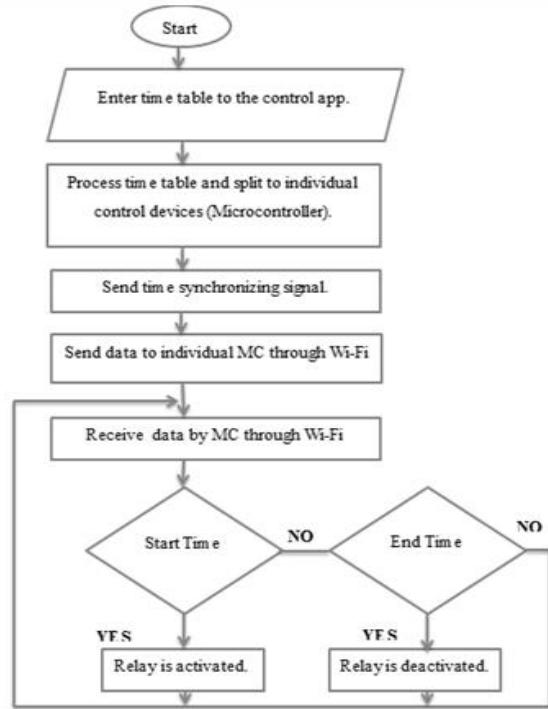 Start
Enter time table to the control app.
Process time table and split to individual
control devices (Microcontroller).
Send time synchronizing signal.
Send data to individual MC through Wi-Fi
Receive data by MC through Wi-Fi
Start Time
NO
End Time
NO
YES
YES
Relay is activated.
Relay is deactivated.